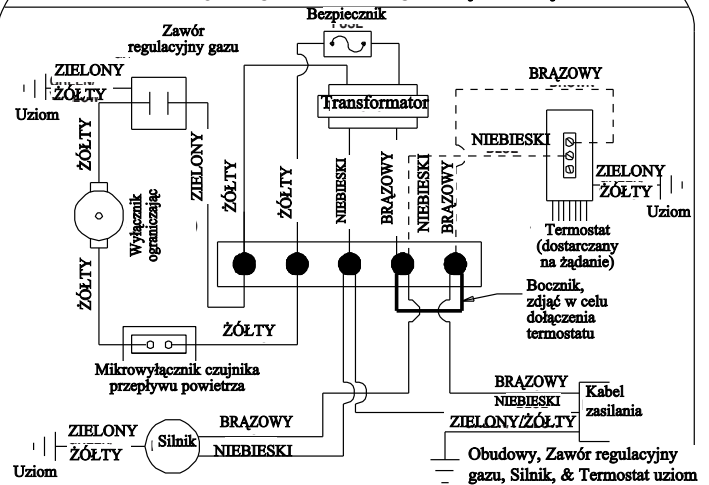 Bezpiecznik
Zawór
regulacyjny gazu
ZIELONY
ŻÓŁTY
Uziom
Transformator
BRĄZOWY
NIEBIESKI
ZIELONY
ŻÓŁTY
Uziom
Termostat
(dostarczany
na żądanie)
ŻÓŁTY
ZIELONY
ŻÓŁTY
ŻÓŁTY
NIEBIESKI
BRĄZOWY
NIEBIESKI
BRĄZOWY
Wyłącznik
ograniczając
ŻÓŁTY
Bocznik,
zdjąć w celu
dołączenia
termostatu
ŻÓŁTY
Mikrowyłącznik czujnika
przepływu powietrza
BRĄZOWY
NIEBIESKI
ZIELONY/ŻÓŁTY
Kabel
zasilania
ZIELONY
ŻÓŁTY
Uziom
Silnik
BRĄZOWY
NIEBIESKI
Obudowy, Zawór regulacyjny
gazu, Silnik, & Termostat uziom